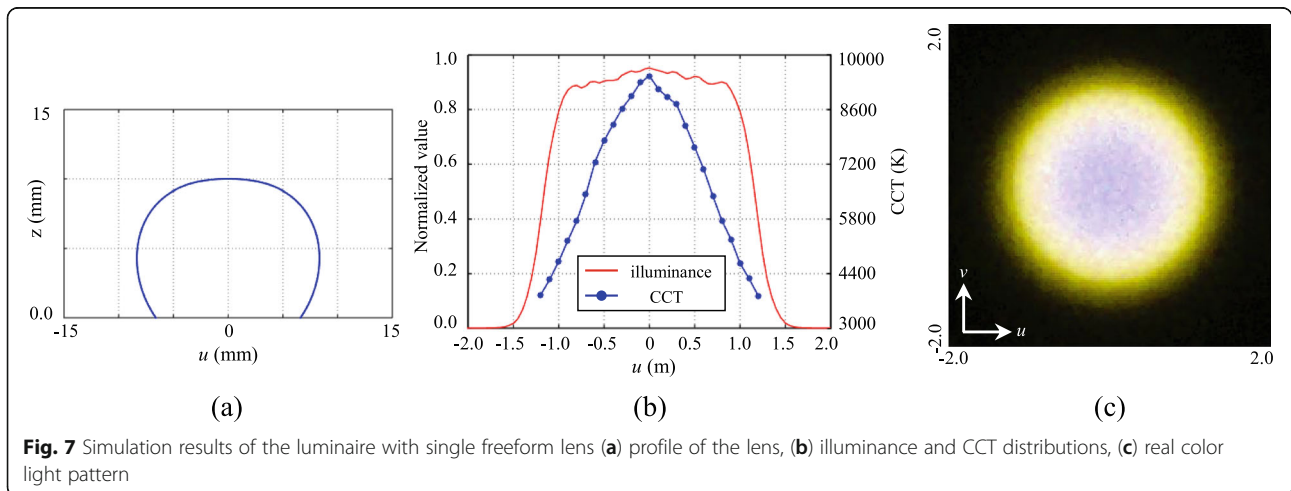 15
z (mm)
0.0
-15
0
15
u (mm)
(a)
1.0
0.8
0.6
0.4
0.2
0.0
Normalized value
10000
8600
7200
5800
4400
3000
CCT (K)
illuminance
CCT
-2.0
-1.5
-1.0
-0.5
0
0.5
1.0
1.5
2.0
u (m)
(b)
2.0
v
u
-2.0
-2.0
2.0
(c)
Fig. 7 Simulation results of the luminaire with single freeform lens (a) profile of the lens, (b) illuminance and CCT distributions, (c) real color
light pattern